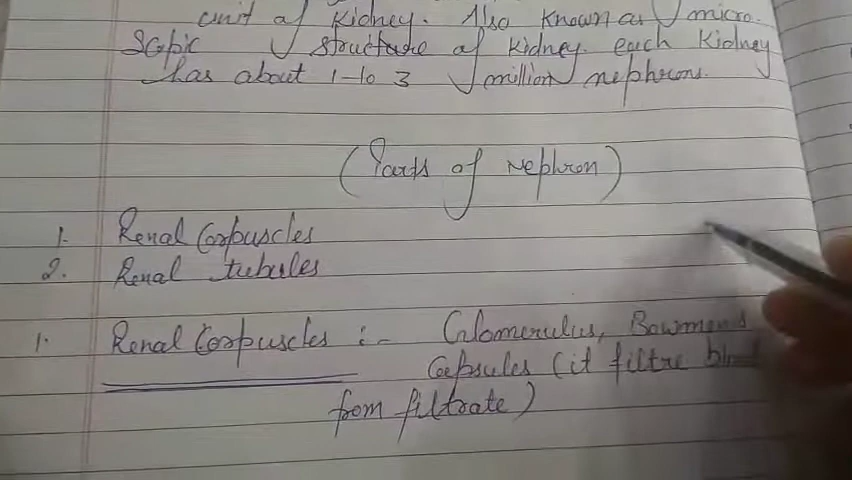 unit of Kidney. Also known as micro-
Scopic structure of kidney. each Kidney
has about 1-to 3 million nephrons.
(Parts of Nephron)
1. Renal Corpuscles
2. Renal tubules
1. Renal Corpuscles :- Glomerulus, Bowmen's
Capsules (it filtre
from filtrate)